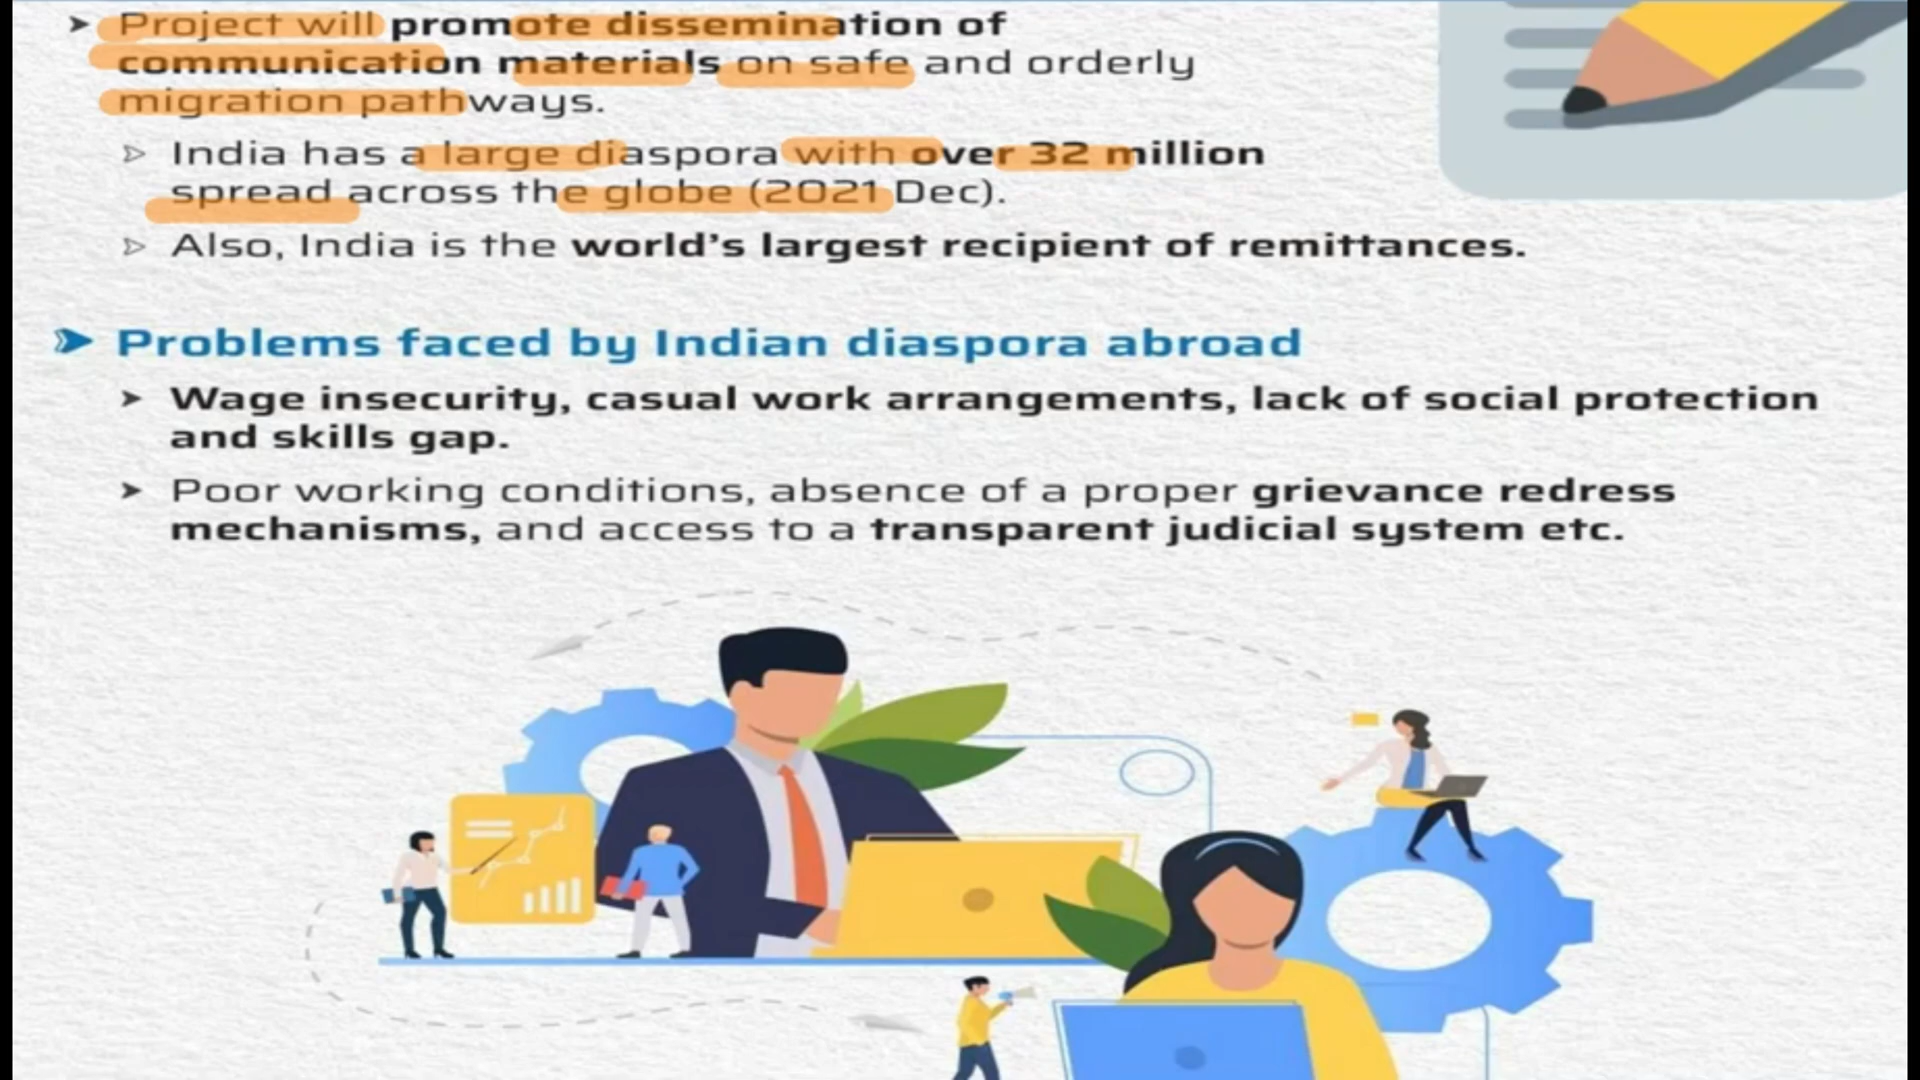 ➤ Project will promote dissemination of
communication materials on safe and orderly
migration pathways.
India has a large diaspora with over 32 million
spread across the globe (2021 Dec).
Also, India is the world's largest recipient of remittances.
Problems faced by Indian diaspora abroad
➤ Wage insecurity, casual work arrangements, lack of social protection
and skills gap.
➤ Poor working conditions, absence of a proper grievance redress
mechanisms, and access to a transparent judicial system etc.